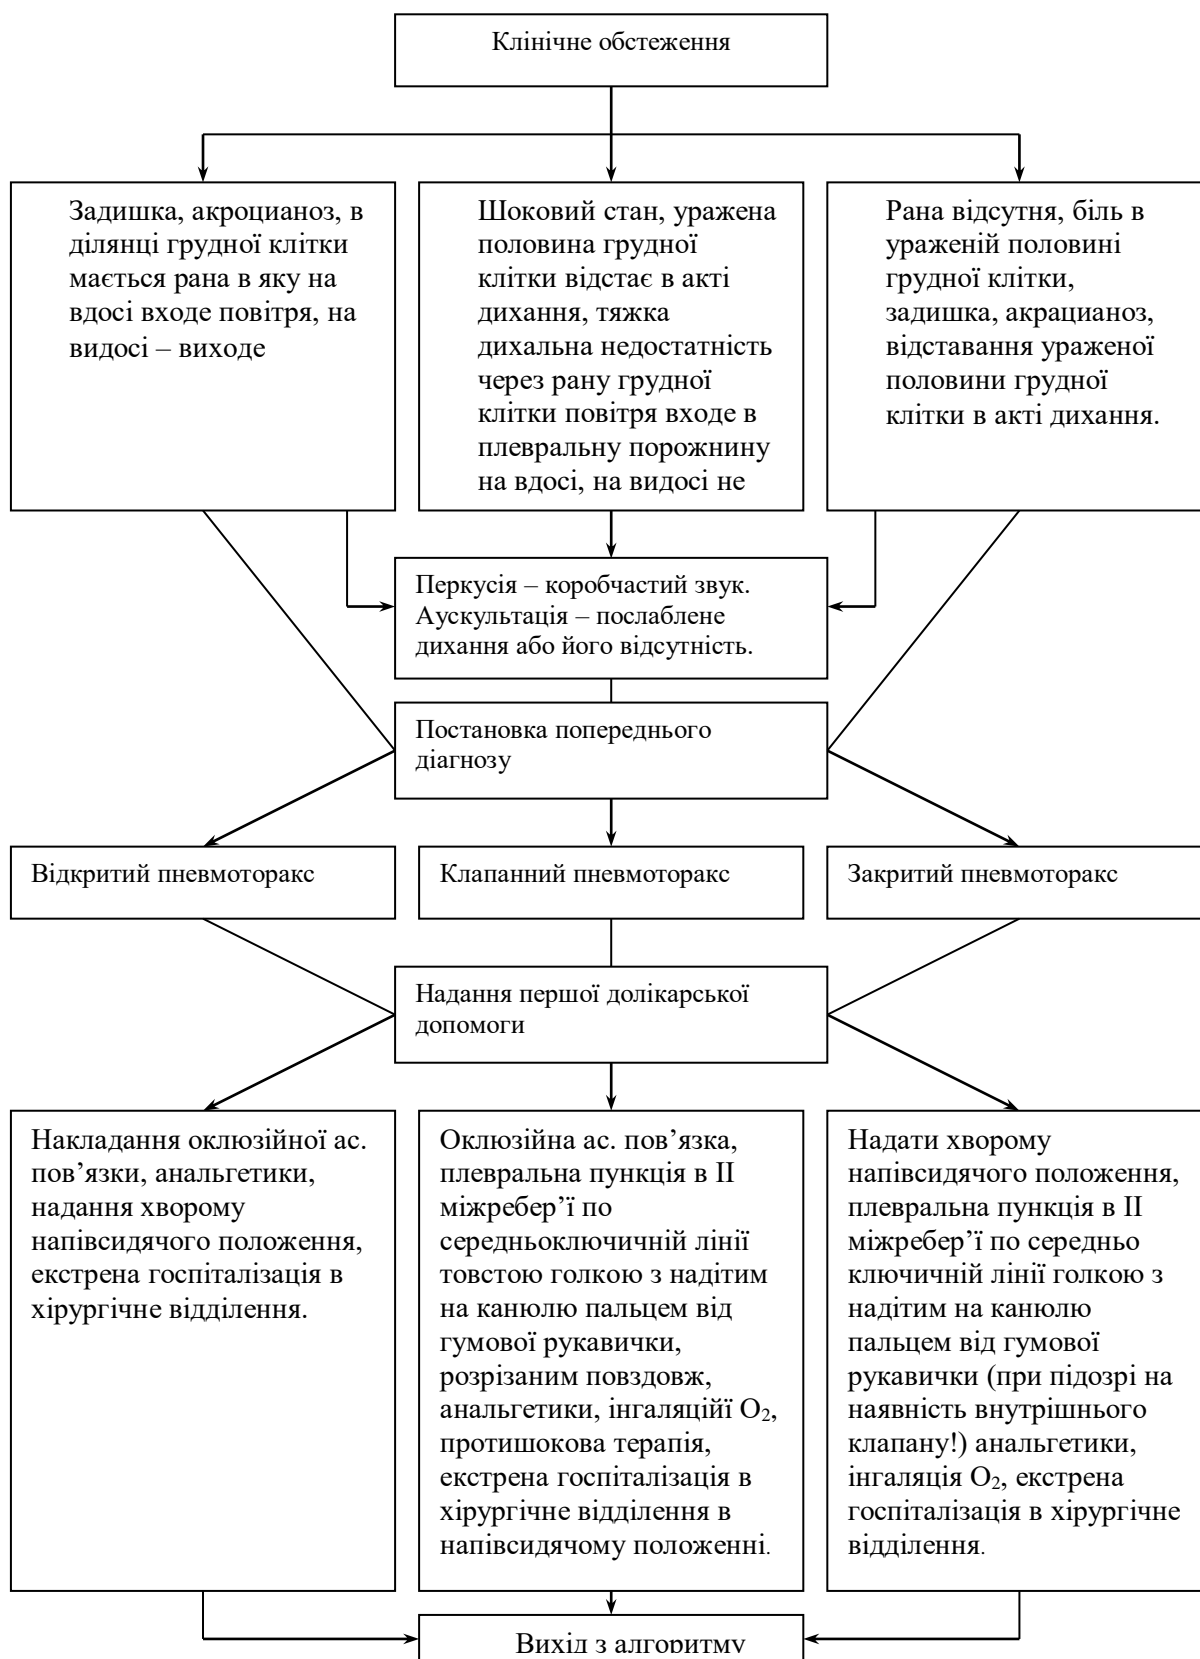 Клінічне обстеження
Задишка, акроцианоз, в
ділянці грудної клітки
мається рана в яку на
вдосі входе повітря, на
видосі – виходе
Шоковий стан, уражена
половина грудної
клітки відстає в акті
дихання, тяжка
дихальна недостатність
через рану грудної
клітки повітря входе в
плевральну порожнину
на вдосі, на видосі не
Рана відсутня, біль в
ураженій половині
грудної клітки,
задишка, акрацианоз,
відставання ураженої
половини грудної
клітки в акті дихання.
Перкусія – коробчастий звук.
Аускультація – послаблене
дихання або його відсутність.
Постановка попереднього
діагнозу
Відкритий пневмоторакс
Клапанний пневмоторакс
Закритий пневмоторакс
Надання першої долікарської
допомоги
Накладання оклюзійної ас.
пов’язки, анальгетики,
надання хворому
напівсидячого положення,
екстрена госпіталізація в
хірургічне відділення.
Оклюзійна ас. пов’язка,
плевральна пункція в II
міжребер’ї по
середньоключичній лінії
товстою голкою з надітим
на канюлю пальцем від
гумової рукавички,
розрізаним повздовж,
анальгетики, інгаляційї O₂,
протишокова терапія,
екстрена госпіталізація в
хірургічне відділення в
напівсидячому положенні.
Надати хворому
напівсидячого положення,
плевральна пункція в II
міжребер’ї по середньо
ключичній лінії голкою з
надітим на канюлю
пальцем від гумової
рукавички (при підозрі на
наявність внутрішнього
клапану!) анальгетики,
інгаляція O₂, екстрена
госпіталізація в хірургічне
відділення.
Вихід з алгоритму